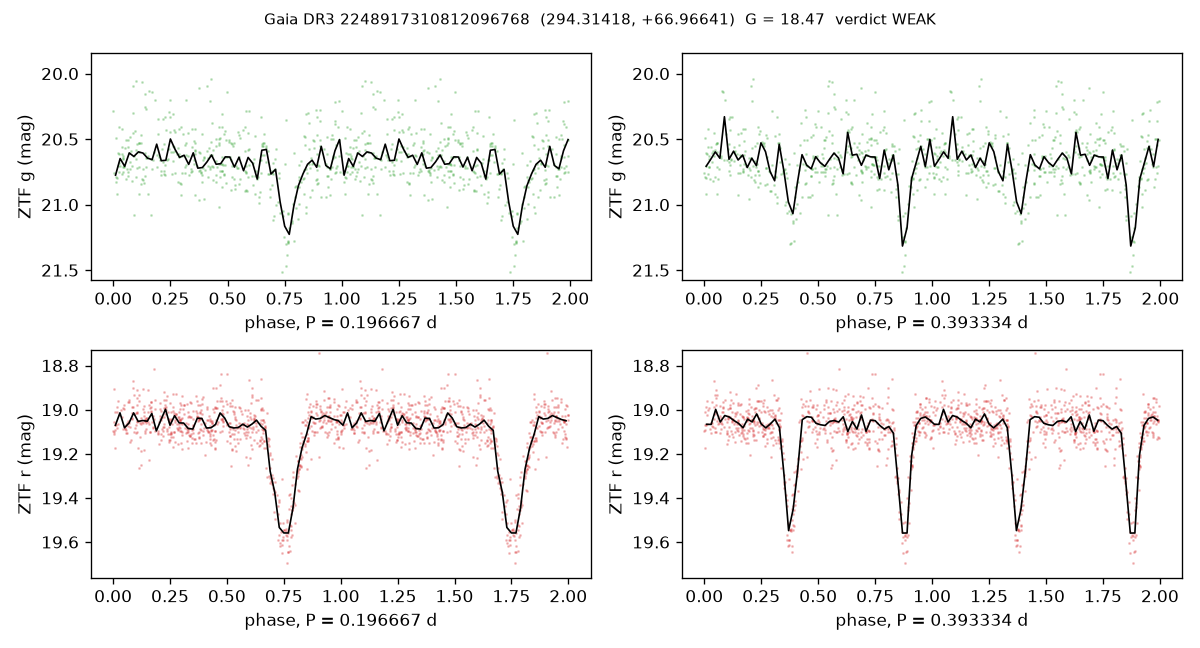 Gaia DR3 2248917310812096768  (294.31418, +66.96641)  G = 18.47  verdict WEAK
ZTF g (mag)
20.0
20.5
21.0
21.5
0.00 0.25 0.50 0.75 1.00 1.25 1.50 1.75 2.00
phase, P = 0.196667 d
ZTF g (mag)
20.0
20.5
21.0
21.5
0.00 0.25 0.50 0.75 1.00 1.25 1.50 1.75 2.00
phase, P = 0.393334 d
ZTF r (mag)
18.8
19.0
19.2
19.4
19.6
0.00 0.25 0.50 0.75 1.00 1.25 1.50 1.75 2.00
phase, P = 0.196667 d
ZTF r (mag)
18.8
19.0
19.2
19.4
19.6
0.00 0.25 0.50 0.75 1.00 1.25 1.50 1.75 2.00
phase, P = 0.393334 d